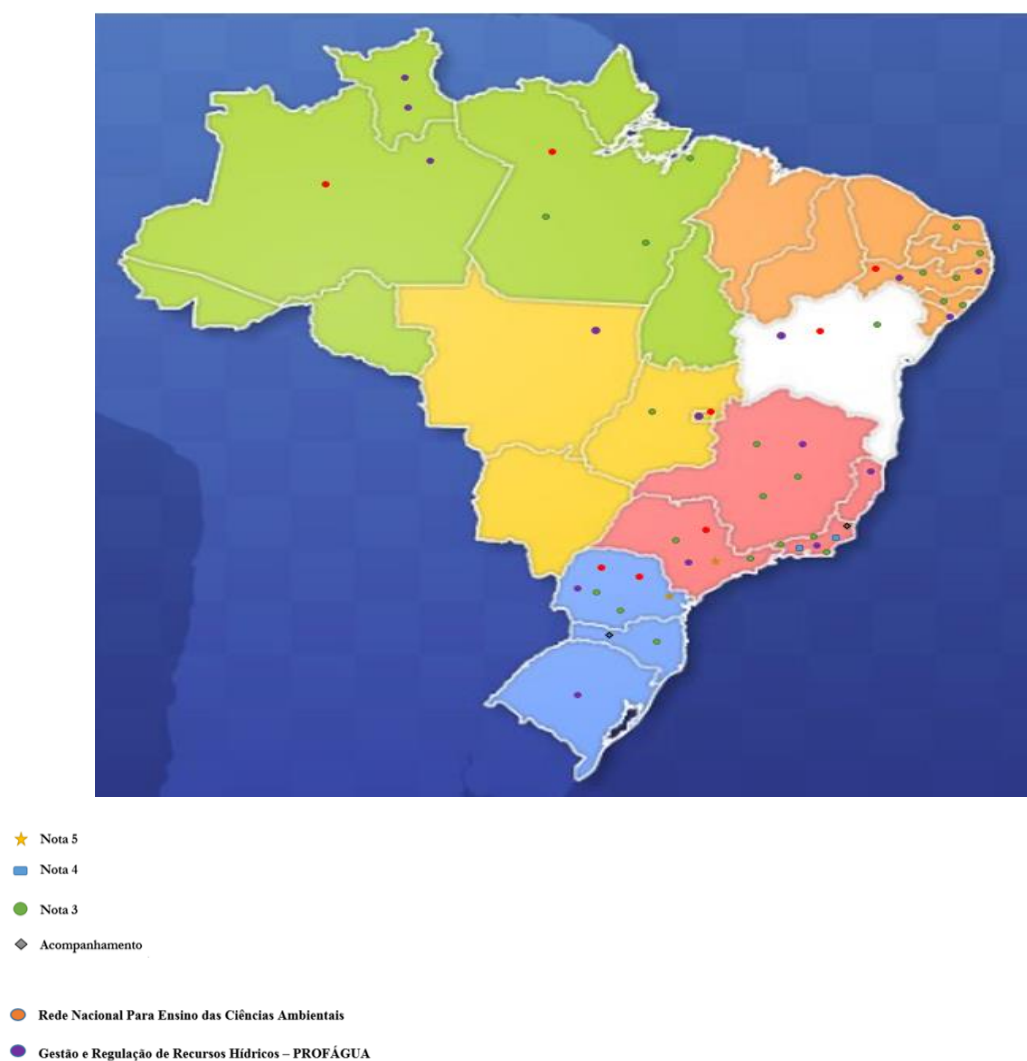 Nota 5
Nota 4
Nota 3
Acompanhamento
Rede Nacional Para Ensino das Ciências Ambientais
Gestão e Regulação de Recursos Hídricos – PROFÁGUA